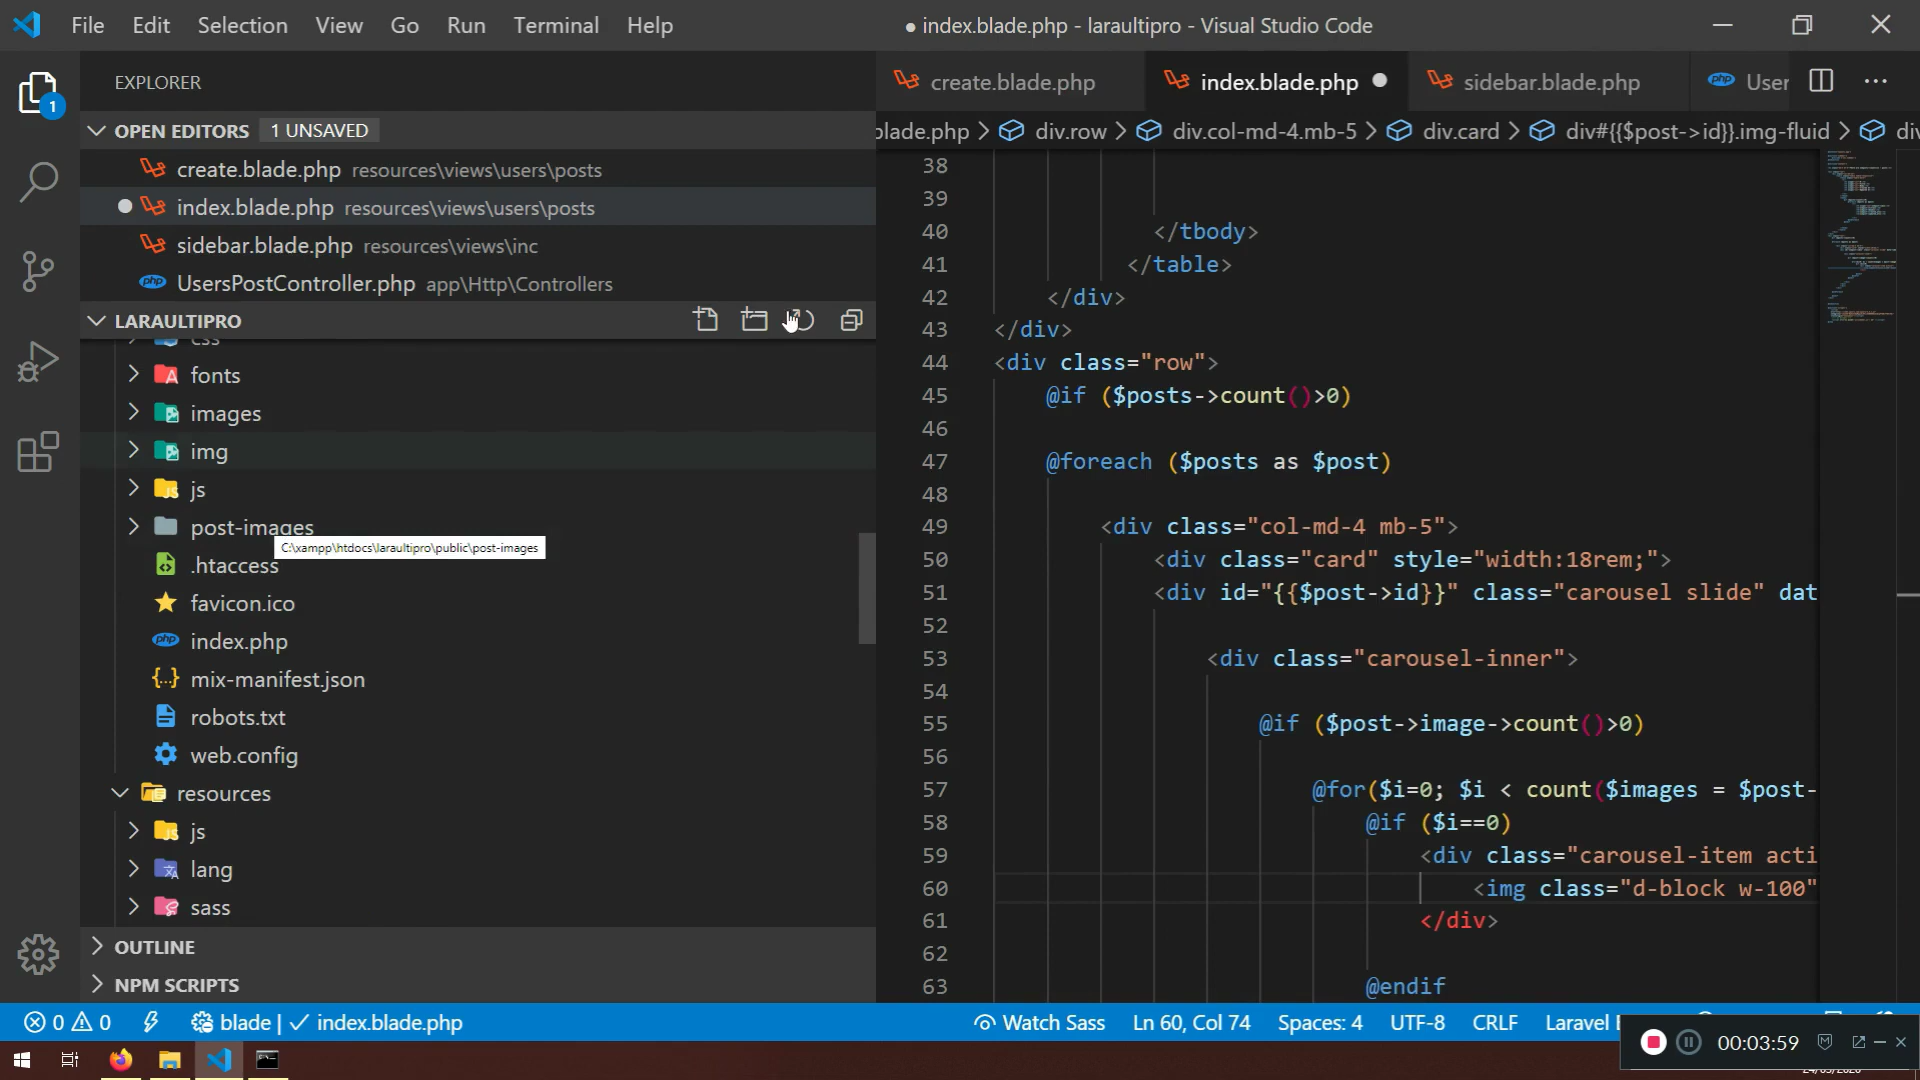 File Edit Selection View Go Run Terminal Help
● index.blade.php - laraultipro - Visual Studio Code
EXPLORER
OPEN EDITORS 1 UNSAVED
create.blade.php resources\views\users\posts
index.blade.php resources\views\users\posts
sidebar.blade.php resources\views\inc
UsersPostController.php app\Http\Controllers
LARAULTIPRO
css
fonts
images
img
js
post-images
C:\xampp\htdocs\laraultipro\public\post-images
.htaccess
favicon.ico
index.php
mix-manifest.json
robots.txt
web.config
resources
js
lang
sass
OUTLINE
NPM SCRIPTS
1
create.blade.php index.blade.php sidebar.blade.php User
blade.php > div.row > div.col-md-4.mb-5 > div.card > div#{{$post->id}}.img-fluid > div
38
39
40 </tbody>
41 </table>
42 </div>
43 </div>
44 <div class="row">
45 @if ($posts->count()>0)
46
47 @foreach ($posts as $post)
48
49 <div class="col-md-4 mb-5">
50 <div class="card" style="width:18rem;">
51 <div id="{{$post->id}}" class="carousel slide" dat
52
53 <div class="carousel-inner">
54
55 @if ($post->image->count()>0)
56
57 @for($i=0; $i < count($images = $post-
58 @if ($i==0)
59 <div class="carousel-item acti
60 <img class="d-block w-100"
61 </div>
62
63 @endif
0 0 blade | ✓ index.blade.php Watch Sass Ln 60, Col 74 Spaces: 4 UTF-8 CRLF Laravel
00:03:59